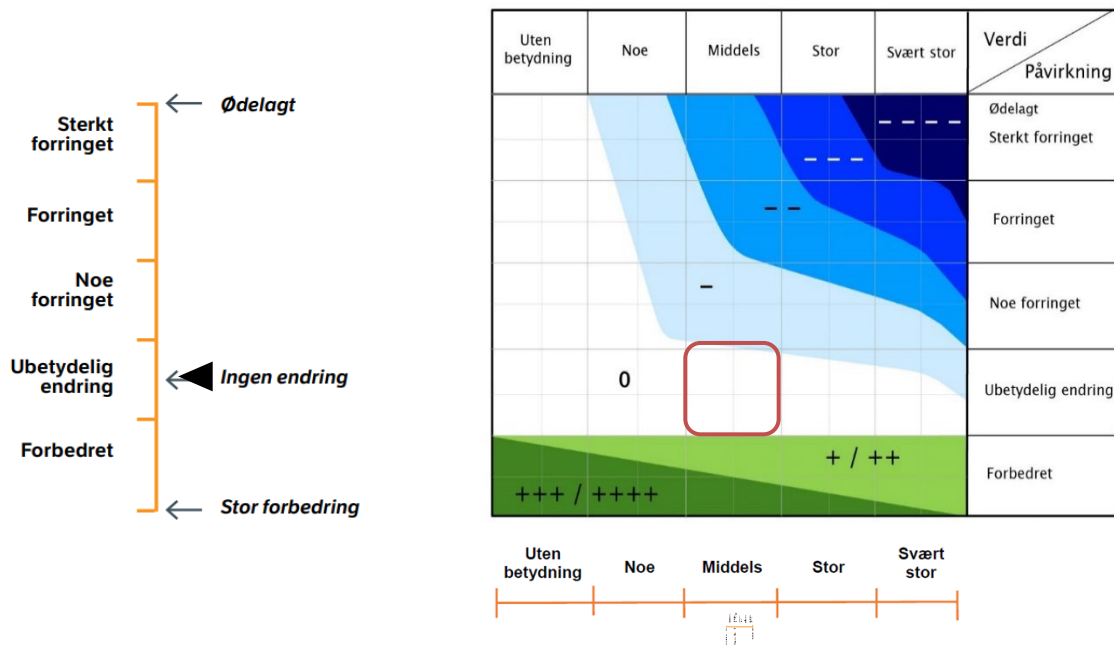 Ødelagt
Sterkt
forringet
Forringet
Noe
forringet
Ubetydelig
endring
Ingen endring
Forbedret
Stor forbedring
Uten
betydning
Noe
Middels
Stor
Svært stor
Verdi
Påvirkning
Ødelagt
Sterkt forringet
Forringet
Noe forringet
Ubetydelig endring
Forbedret
– – – –
– – –
– –
–
0
+ / ++
+++ / ++++
Uten
betydning
Noe
Middels
Stor
Svært
stor